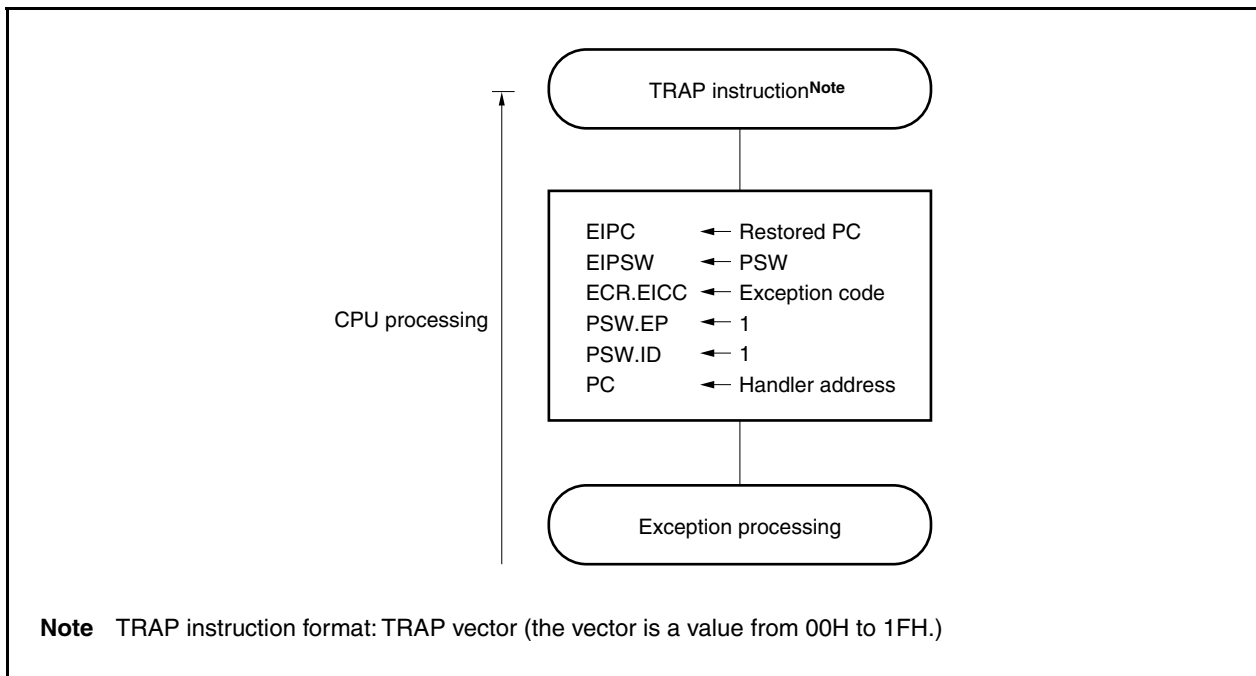 TRAP instructionNote
EIPC ← Restored PC
EIPSW ← PSW
ECR.EICC ← Exception code
PSW.EP ← 1
PSW.ID ← 1
PC ← Handler address
CPU processing
Exception processing
Note TRAP instruction format: TRAP vector (the vector is a value from 00H to 1FH.)